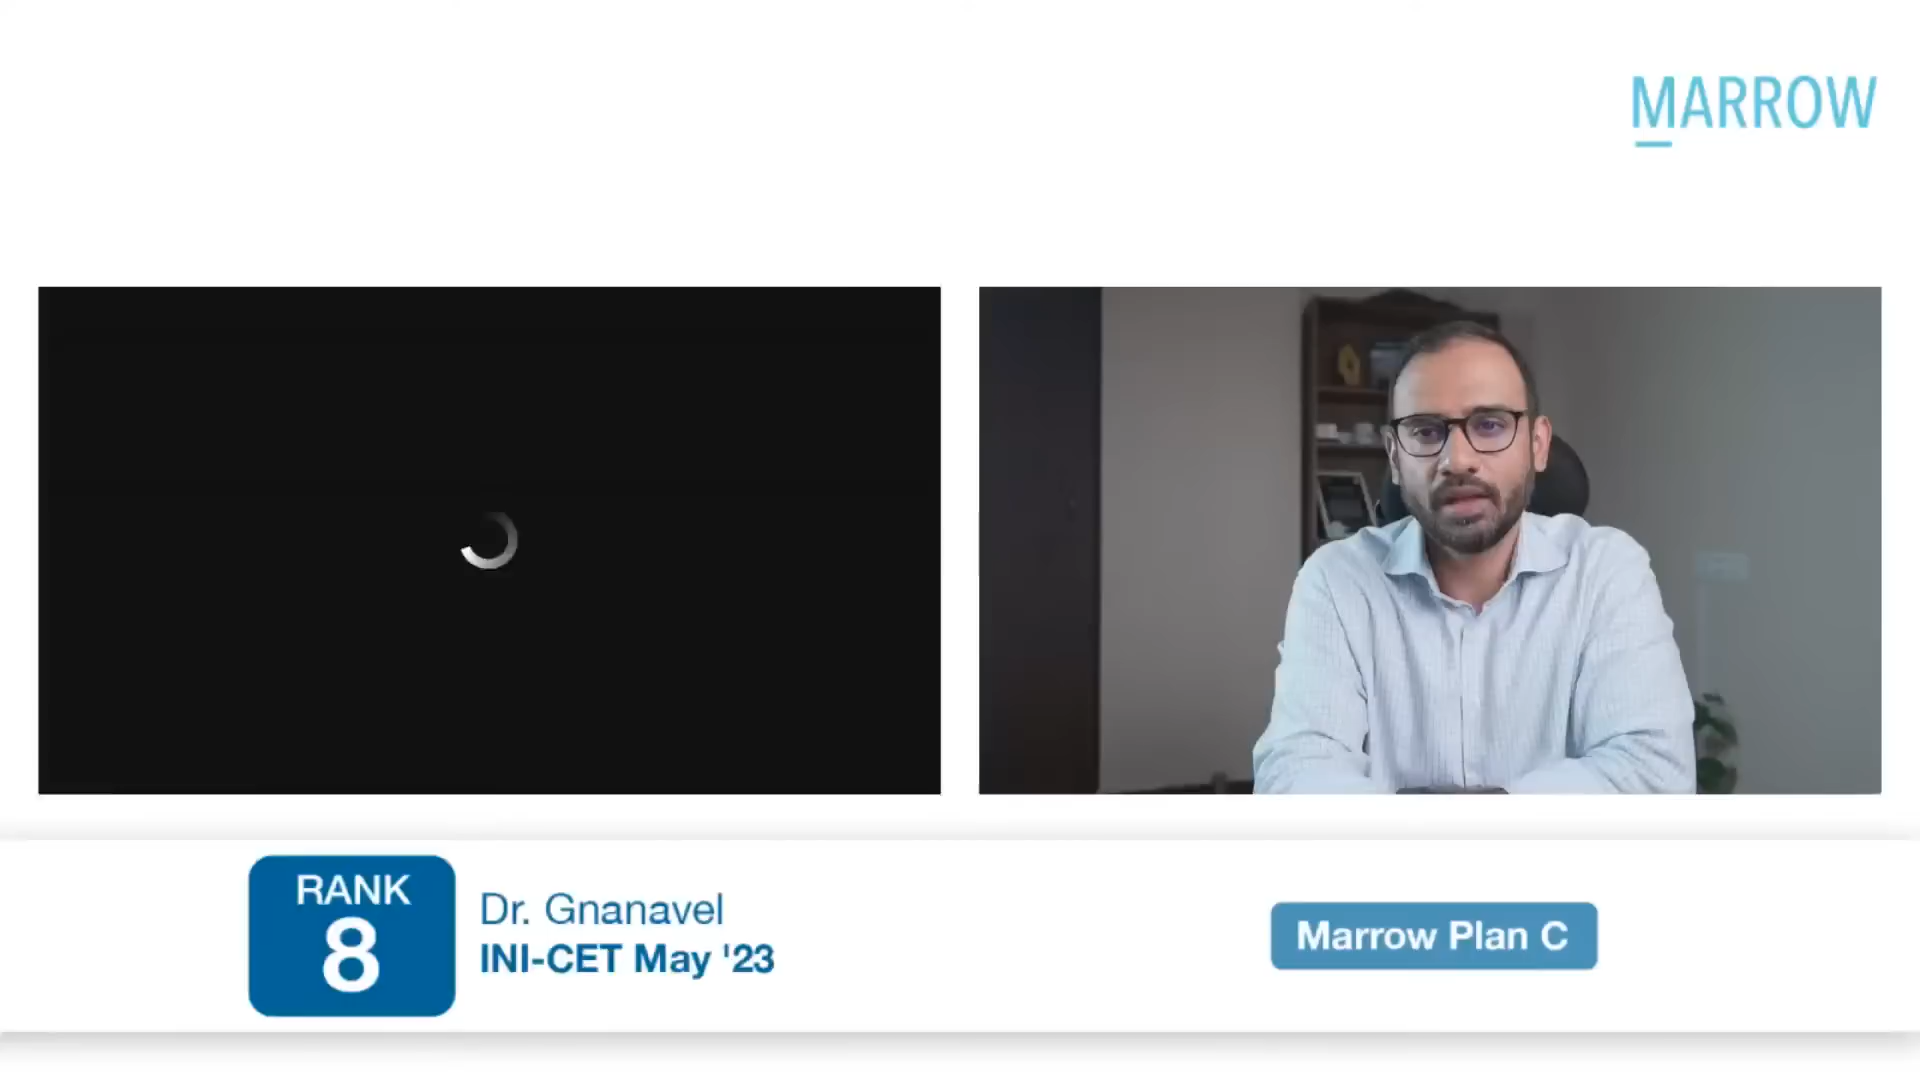 MARROW
RANK
8
Dr. Gnanavel
INI-CET May '23
Marrow Plan C